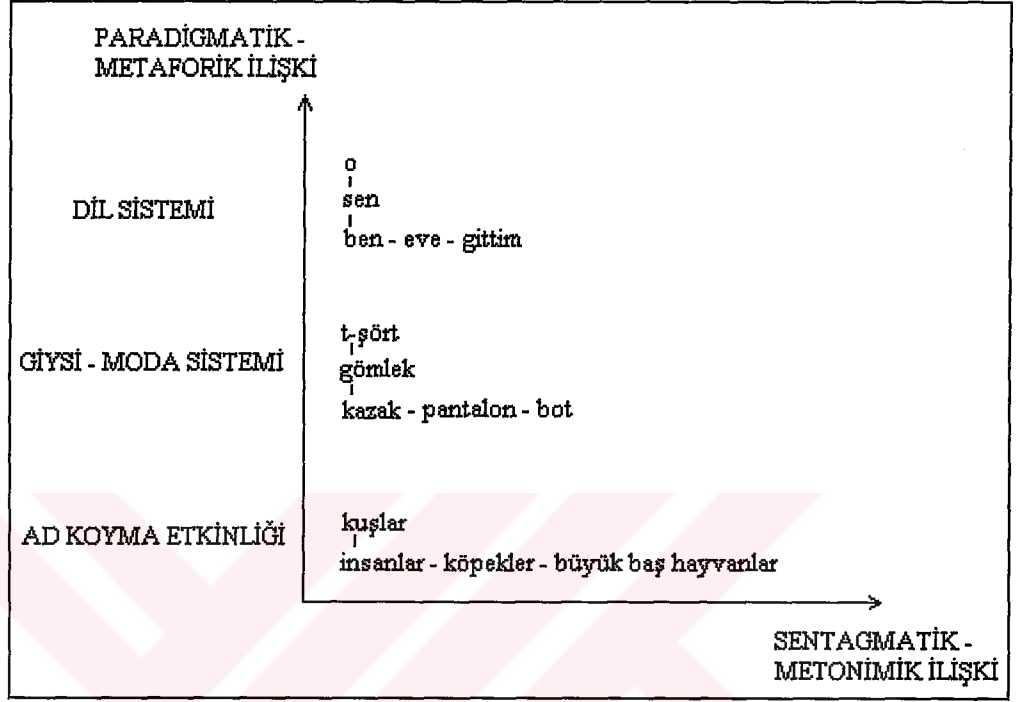 PARADİGMATİK -
METAFORİK İLİŞKİ
o
sen
DİL SİSTEMİ
ben - eve - gittim
t-şört
GİYSİ - MODA SİSTEMİ
gömlek
kazak - pantalon - bot
kuşlar
AD KOYMA ETKİNLİĞİ
insanlar - köpekler - büyük baş hayvanlar
SENTAGMATİK -
METONİMİK İLİŞKİ